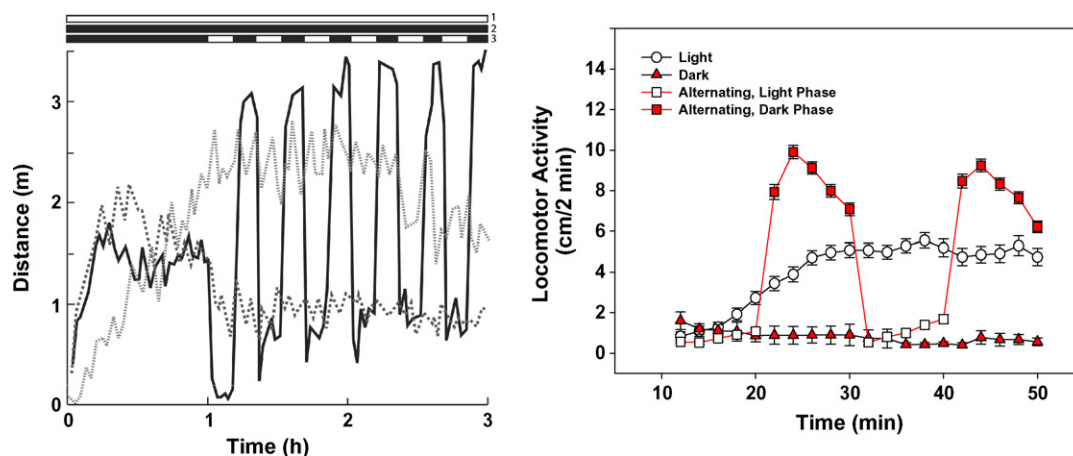 1
2
3
3
2
1
0
0
1
2
3
Distance (m)
Time (h)
Light
Dark
Alternating, Light Phase
Alternating, Dark Phase
14
12
10
8
6
4
2
0
10
20
30
40
50
Locomotor Activity
(cm/2 min)
Time (min)